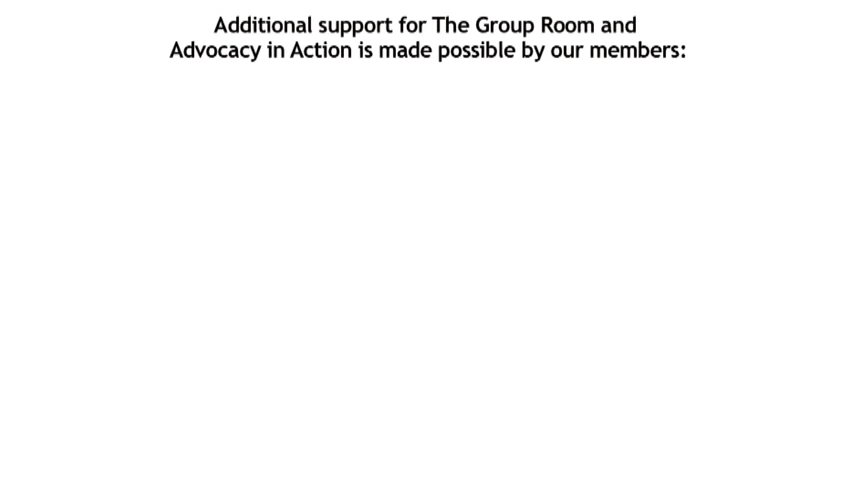 Additional support for The Group Room and
Advocacy in Action is made possible by our members: